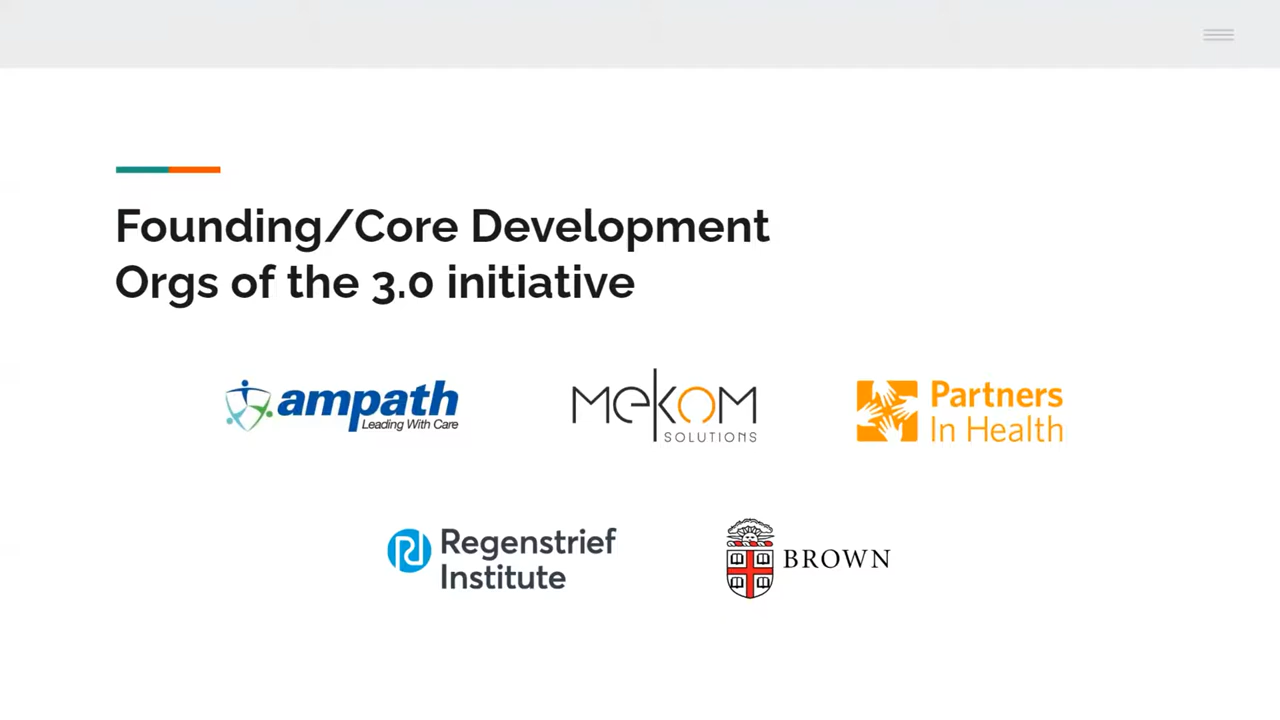 Founding/Core Development
Orgs of the 3.0 initiative
ampath
Leading With Care
MEKOM
SOLUTIONS
Partners
In Health
Regenstrief
Institute
BROWN